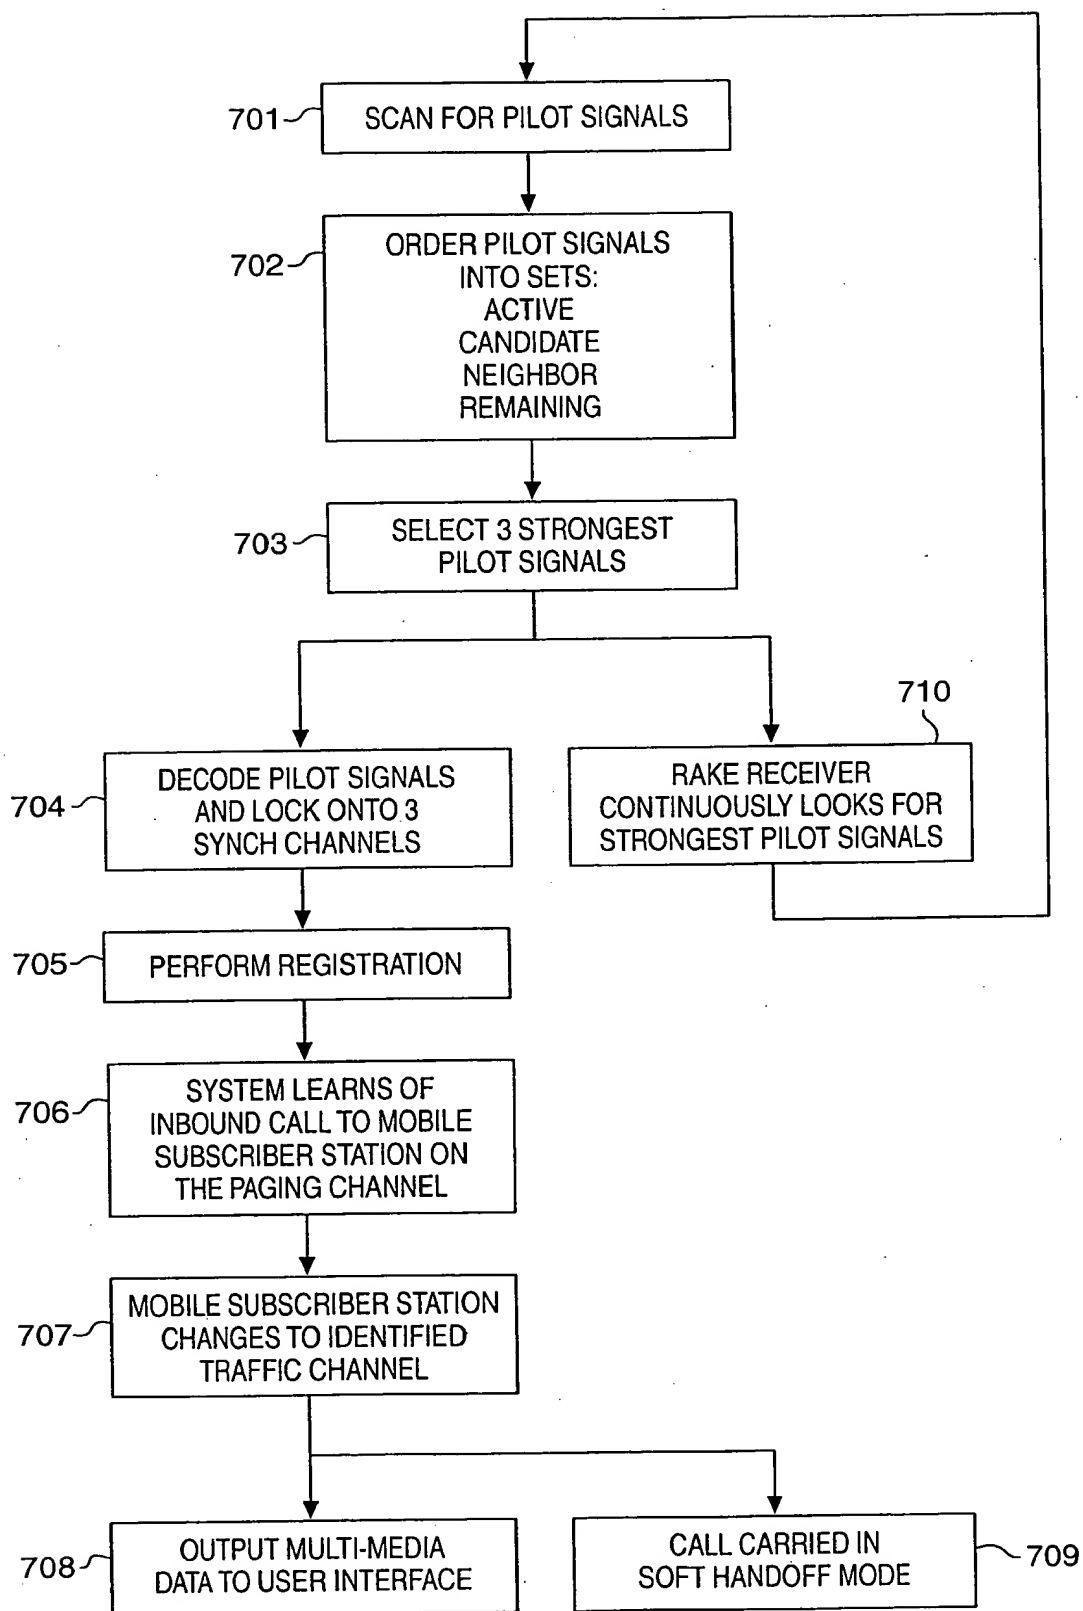 701
SCAN FOR PILOT SIGNALS
702
ORDER PILOT SIGNALS
INTO SETS:
ACTIVE
CANDIDATE
NEIGHBOR
REMAINING
703
SELECT 3 STRONGEST
PILOT SIGNALS
704
DECODE PILOT SIGNALS
AND LOCK ONTO 3
SYNCH CHANNELS
710
RAKE RECEIVER
CONTINUOUSLY LOOKS FOR
STRONGEST PILOT SIGNALS
705
PERFORM REGISTRATION
706
SYSTEM LEARNS OF
INBOUND CALL TO MOBILE
SUBSCRIBER STATION ON
THE PAGING CHANNEL
707
MOBILE SUBSCRIBER STATION
CHANGES TO IDENTIFIED
TRAFFIC CHANNEL
708
OUTPUT MULTI-MEDIA
DATA TO USER INTERFACE
CALL CARRIED IN
SOFT HANDOFF MODE
709